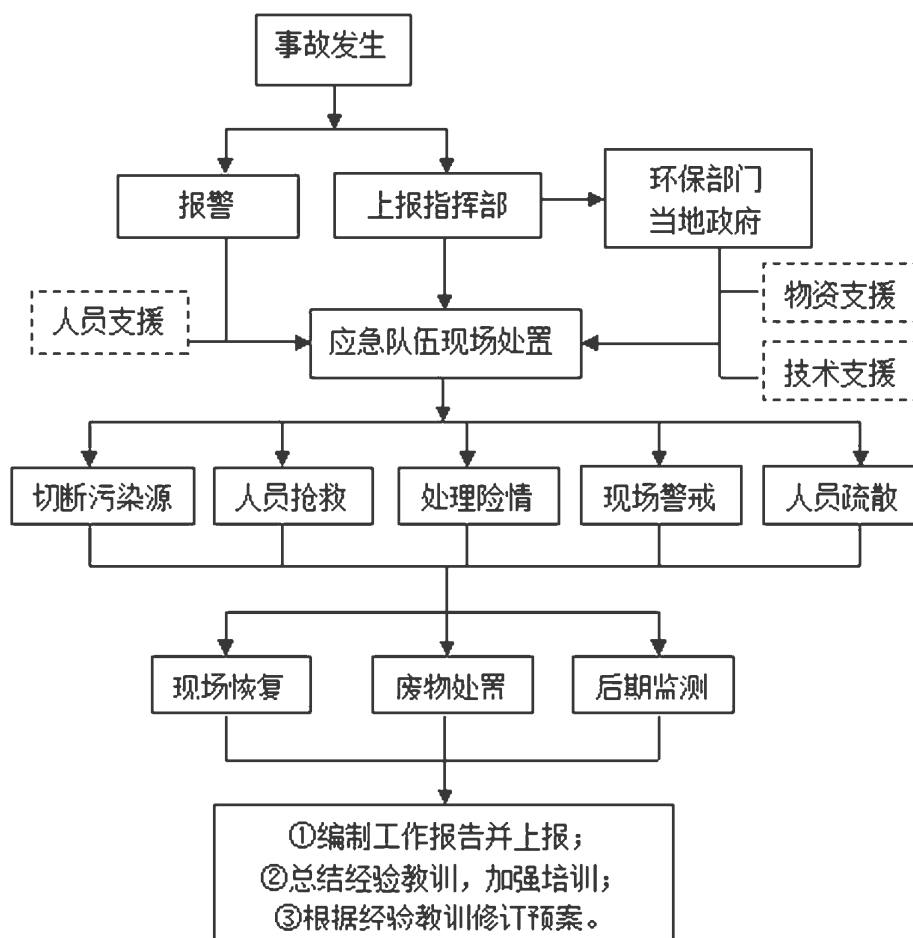 事故发生
报警
上报指挥部
环保部门
当地政府
人员支援
应急队伍现场处置
物资支援
技术支援
切断污染源
人员抢救
处理险情
现场警戒
人员疏散
现场恢复
废物处置
后期监测
①编制工作报告并上报；
②总结经验教训，加强培训；
③根据经验教训修订预案。